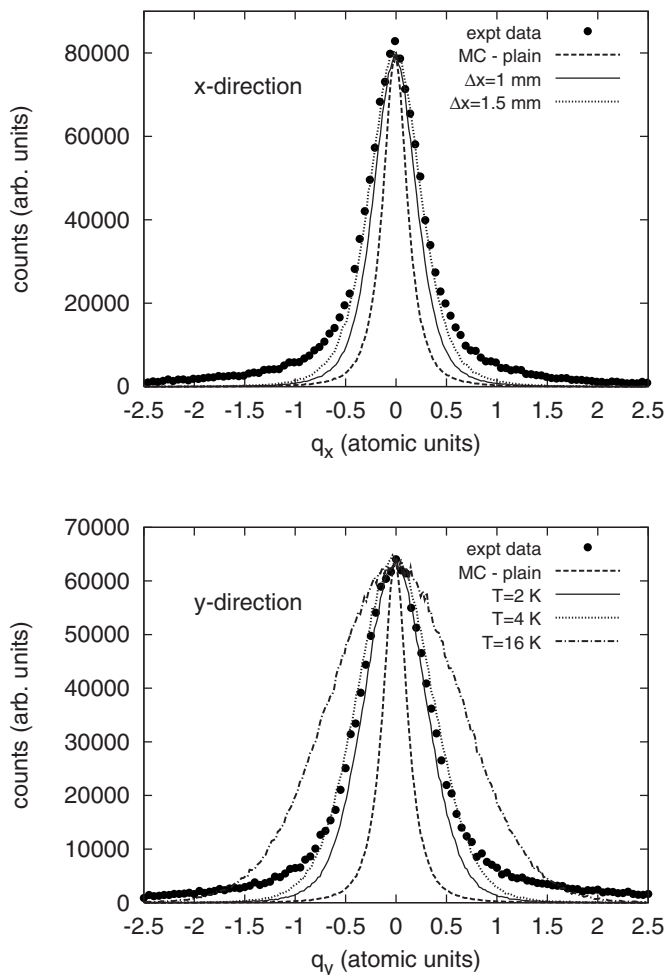 expt data
MC - plain
Δx=1 mm
Δx=1.5 mm
x-direction
counts (arb. units)
80000
60000
40000
20000
0
-2.5 -2 -1.5 -1 -0.5 0 0.5 1 1.5 2 2.5
qx (atomic units)
expt data
MC - plain
T=2 K
T=4 K
T=16 K
y-direction
counts (arb. units)
70000
60000
50000
40000
30000
20000
10000
0
-2.5 -2 -1.5 -1 -0.5 0 0.5 1 1.5 2 2.5
qy (atomic units)